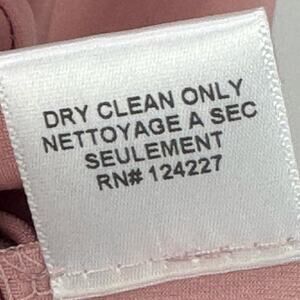 DRY CLEAN ONLY
NETTOYAGE A SEC
SEULEMENT
RN# 124227